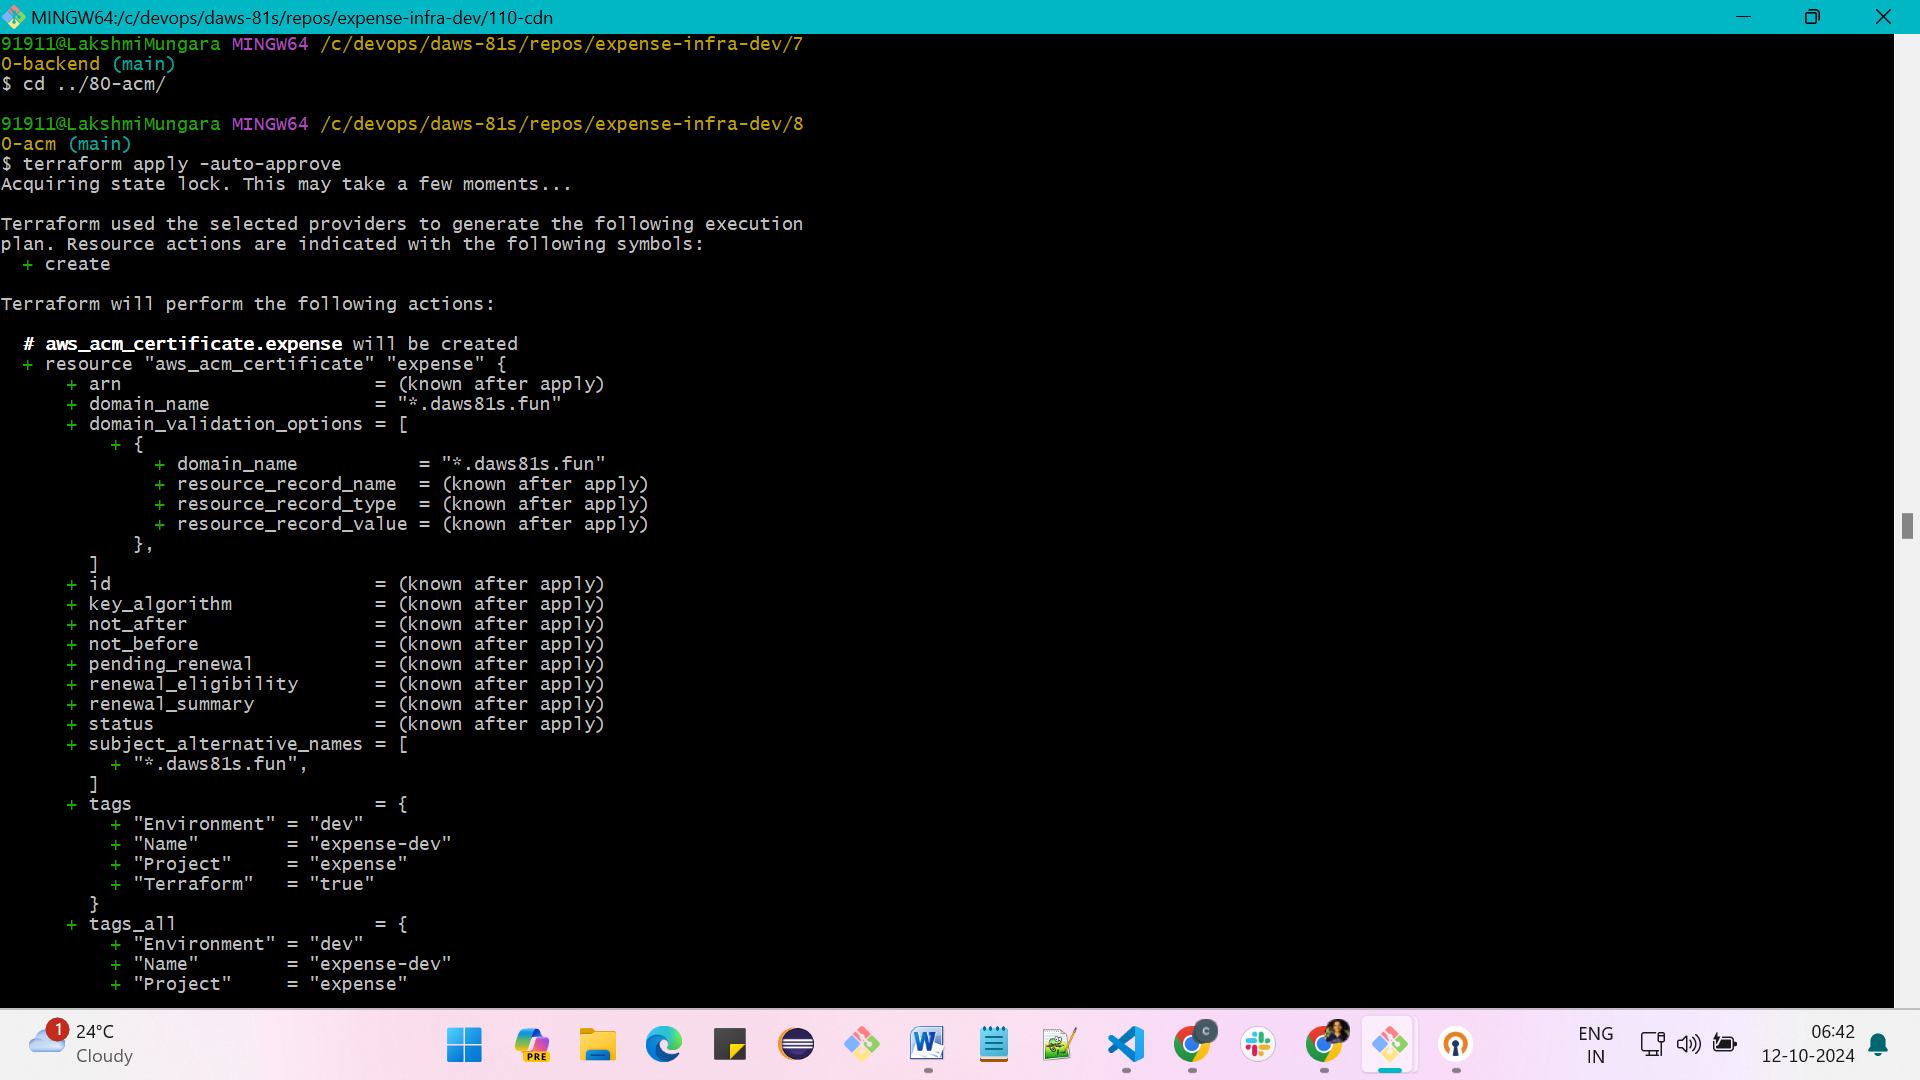 MINGW64:/c/devops/daws-81s/repos/expense-infra-dev/110-cdn
91911@LakshmiMungara MINGW64 /c/devops/daws-81s/repos/expense-infra-dev/7
0-backend (main)
$ cd ../80-acm/
91911@LakshmiMungara MINGW64 /c/devops/daws-81s/repos/expense-infra-dev/8
0-acm (main)
$ terraform apply -auto-approve
Acquiring state lock. This may take a few moments...
Terraform used the selected providers to generate the following execution
plan. Resource actions are indicated with the following symbols:
  + create
Terraform will perform the following actions:
  # aws_acm_certificate.expense will be created
  + resource "aws_acm_certificate" "expense" {
      + arn                       = (known after apply)
      + domain_name               = "*.daws81s.fun"
      + domain_validation_options = [
          + {
              + domain_name           = "*.daws81s.fun"
              + resource_record_name  = (known after apply)
              + resource_record_type  = (known after apply)
              + resource_record_value = (known after apply)
            },
        ]
      + id                        = (known after apply)
      + key_algorithm             = (known after apply)
      + not_after                 = (known after apply)
      + not_before                = (known after apply)
      + pending_renewal           = (known after apply)
      + renewal_eligibility       = (known after apply)
      + renewal_summary           = (known after apply)
      + status                    = (known after apply)
      + subject_alternative_names = [
          + "*.daws81s.fun",
        ]
      + tags                      = {
          + "Environment" = "dev"
          + "Name"        = "expense-dev"
          + "Project"     = "expense"
          + "Terraform"   = "true"
        }
      + tags_all                  = {
          + "Environment" = "dev"
          + "Name"        = "expense-dev"
          + "Project"     = "expense"
1
24°C
Cloudy
PRE
W
C
ENG
IN
06:42
12-10-2024